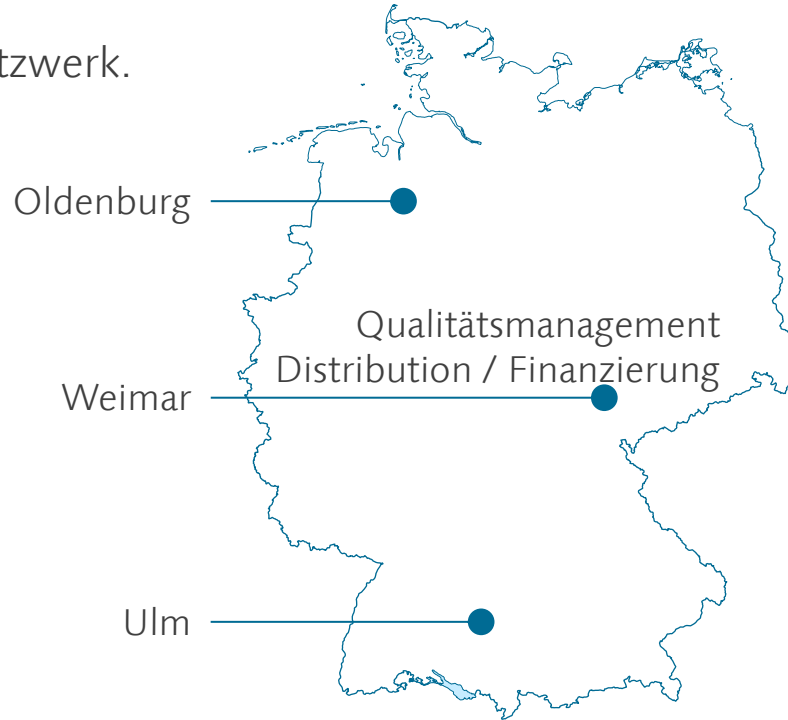 tzwerk.
Oldenburg
Qualitätsmanagement
Distribution / Finanzierung
Weimar
Ulm